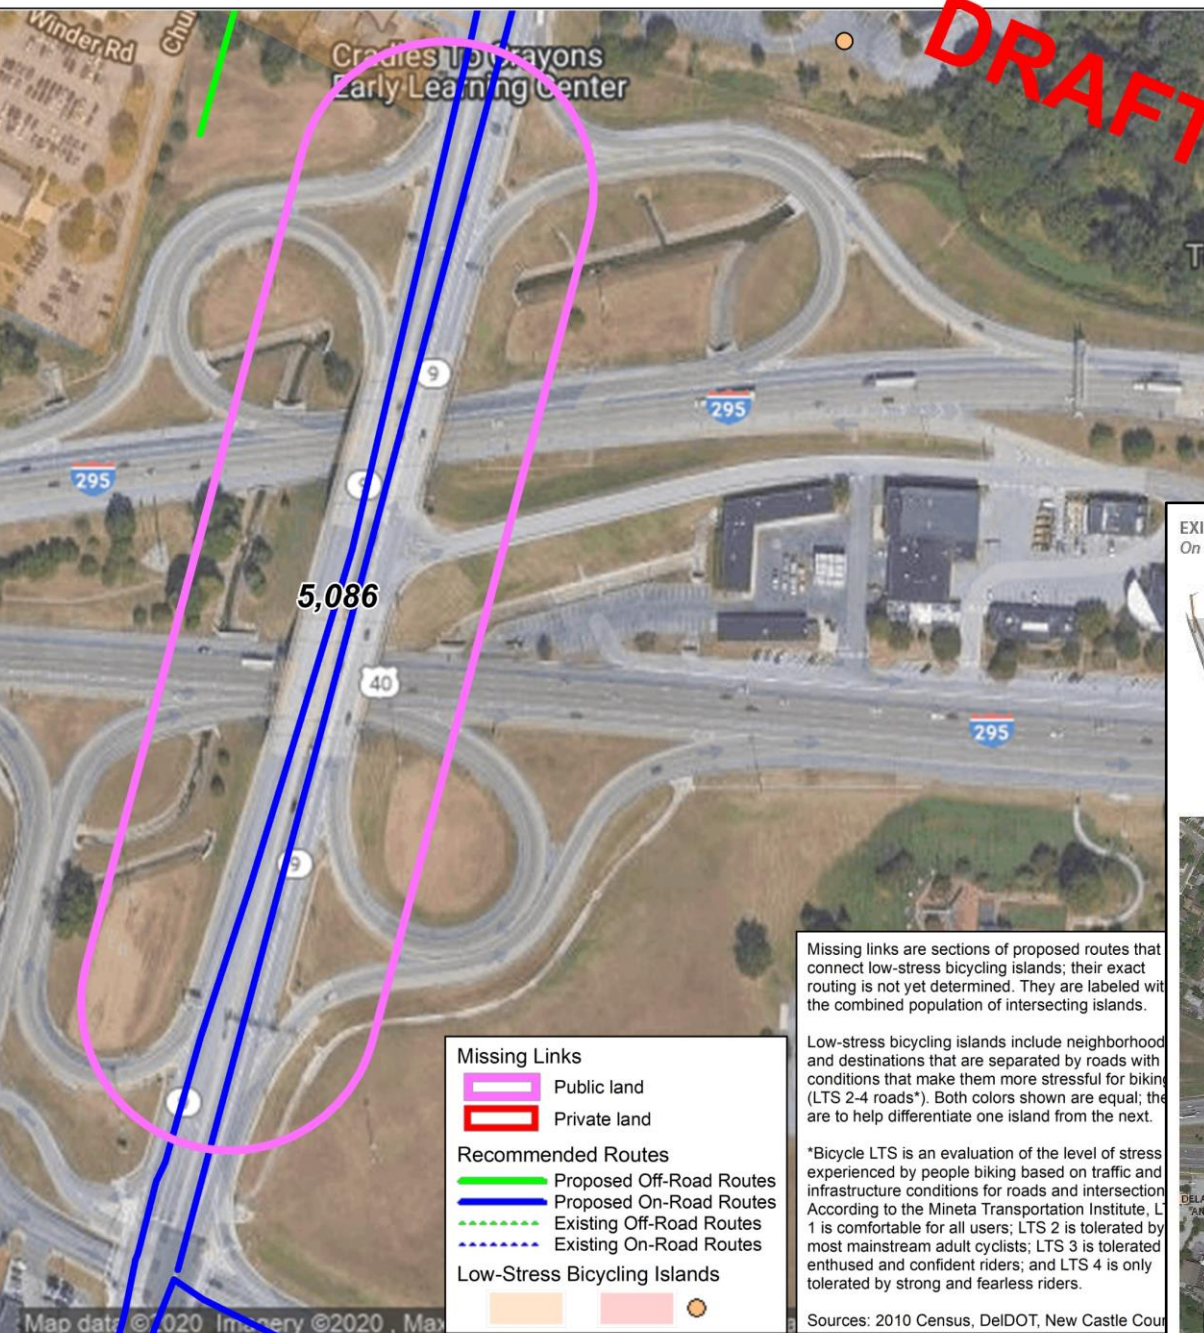 Winder Rd
Chu
Cradles To Crayons
Early Learning Center
DRAFT
T
9
295
295
9
5,086
40
295
9
EXI
On
Missing links are sections of proposed routes that
connect low-stress bicycling islands; their exact
routing is not yet determined. They are labeled wit
the combined population of intersecting islands.
Low-stress bicycling islands include neighborhood
and destinations that are separated by roads with
conditions that make them more stressful for biking
(LTS 2-4 roads*). Both colors shown are equal; the
are to help differentiate one island from the next.
*Bicycle LTS is an evaluation of the level of stress
experienced by people biking based on traffic and
infrastructure conditions for roads and intersection
According to the Mineta Transportation Institute, LT
1 is comfortable for all users; LTS 2 is tolerated by
most mainstream adult cyclists; LTS 3 is tolerated
enthused and confident riders; and LTS 4 is only
tolerated by strong and fearless riders.
Sources: 2010 Census, DelDOT, New Castle Cour
Missing Links
Public land
Private land
Recommended Routes
Proposed Off-Road Routes
Proposed On-Road Routes
Existing Off-Road Routes
Existing On-Road Routes
Low-Stress Bicycling Islands
DELA
AN
Map data ©2020 Imagery ©2020 , Max